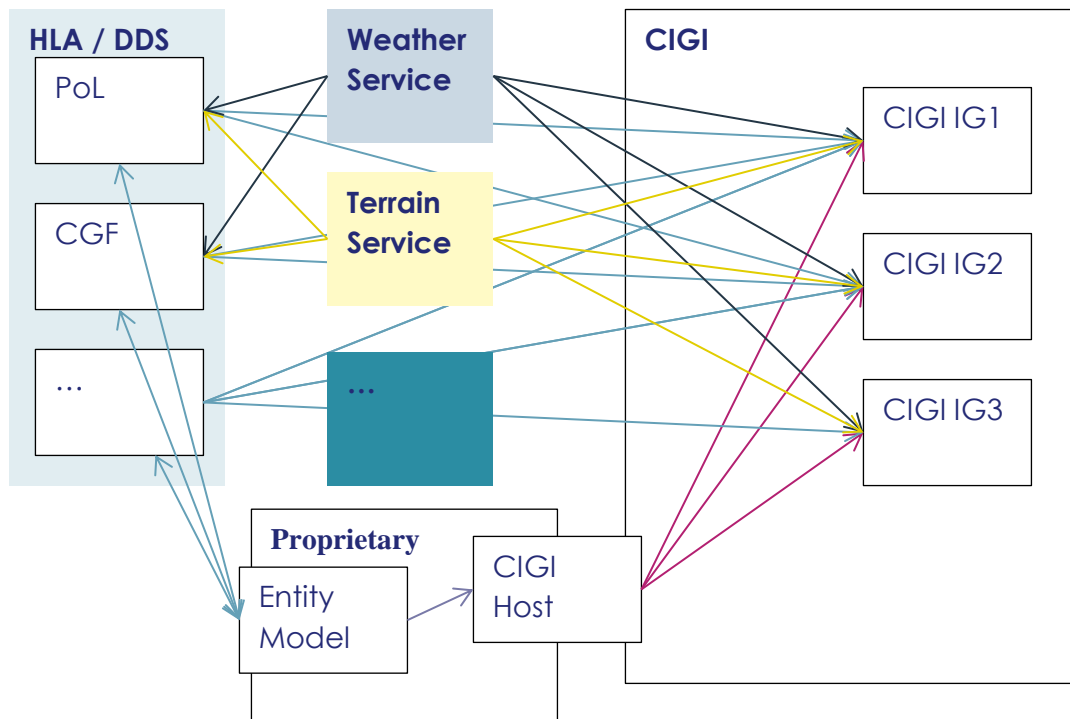 HLA / DDS
PoL
CGF
...
Weather
Service
Terrain
Service
...
CIGI
CIGI IG1
CIGI IG2
CIGI IG3
Proprietary
Entity
Model
CIGI
Host